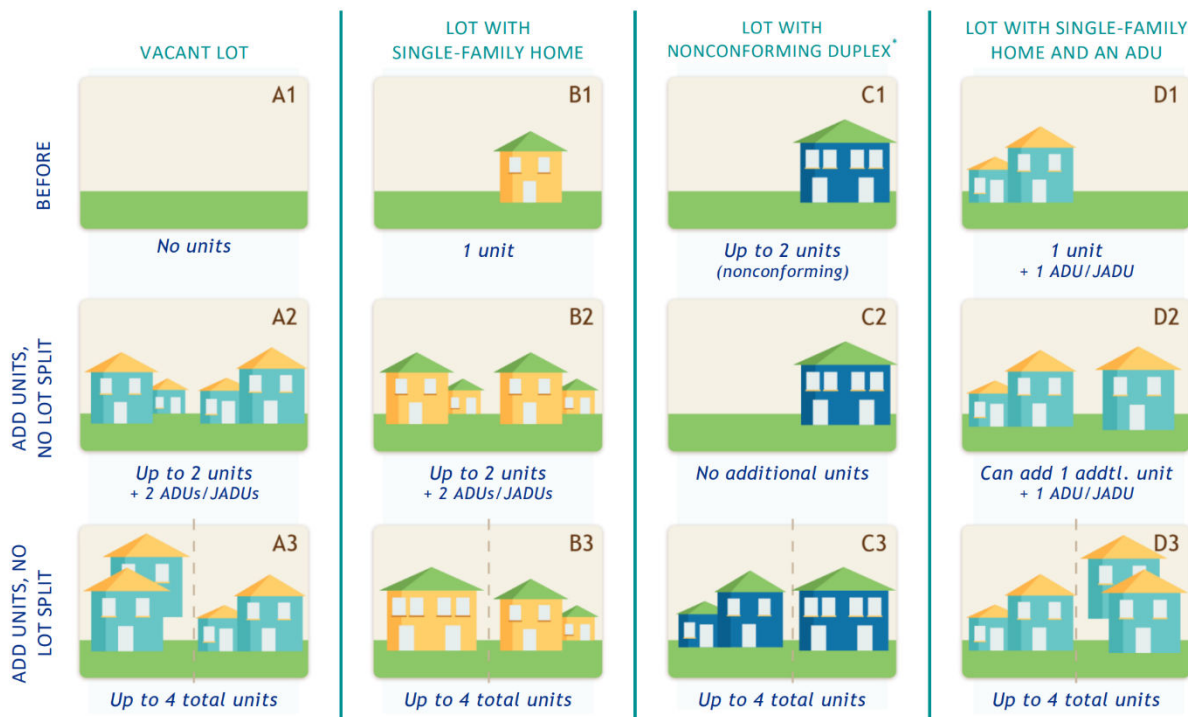 VACANT LOT
LOT WITH
SINGLE-FAMILY HOME
LOT WITH
NONCONFORMING DUPLEX*
LOT WITH SINGLE-FAMILY
HOME AND AN ADU
BEFORE
A1
No units
B1
1 unit
C1
Up to 2 units
(nonconforming)
D1
1 unit
+ 1 ADU/JADU
ADD UNITS,
NO LOT SPLIT
A2
Up to 2 units
+ 2 ADUs/JADUs
B2
Up to 2 units
+ 2 ADUs/JADUs
C2
No additional units
D2
Can add 1 addtl. unit
+ 1 ADU/JADU
ADD UNITS, NO
LOT SPLIT
A3
Up to 4 total units
B3
Up to 4 total units
C3
Up to 4 total units
D3
Up to 4 total units